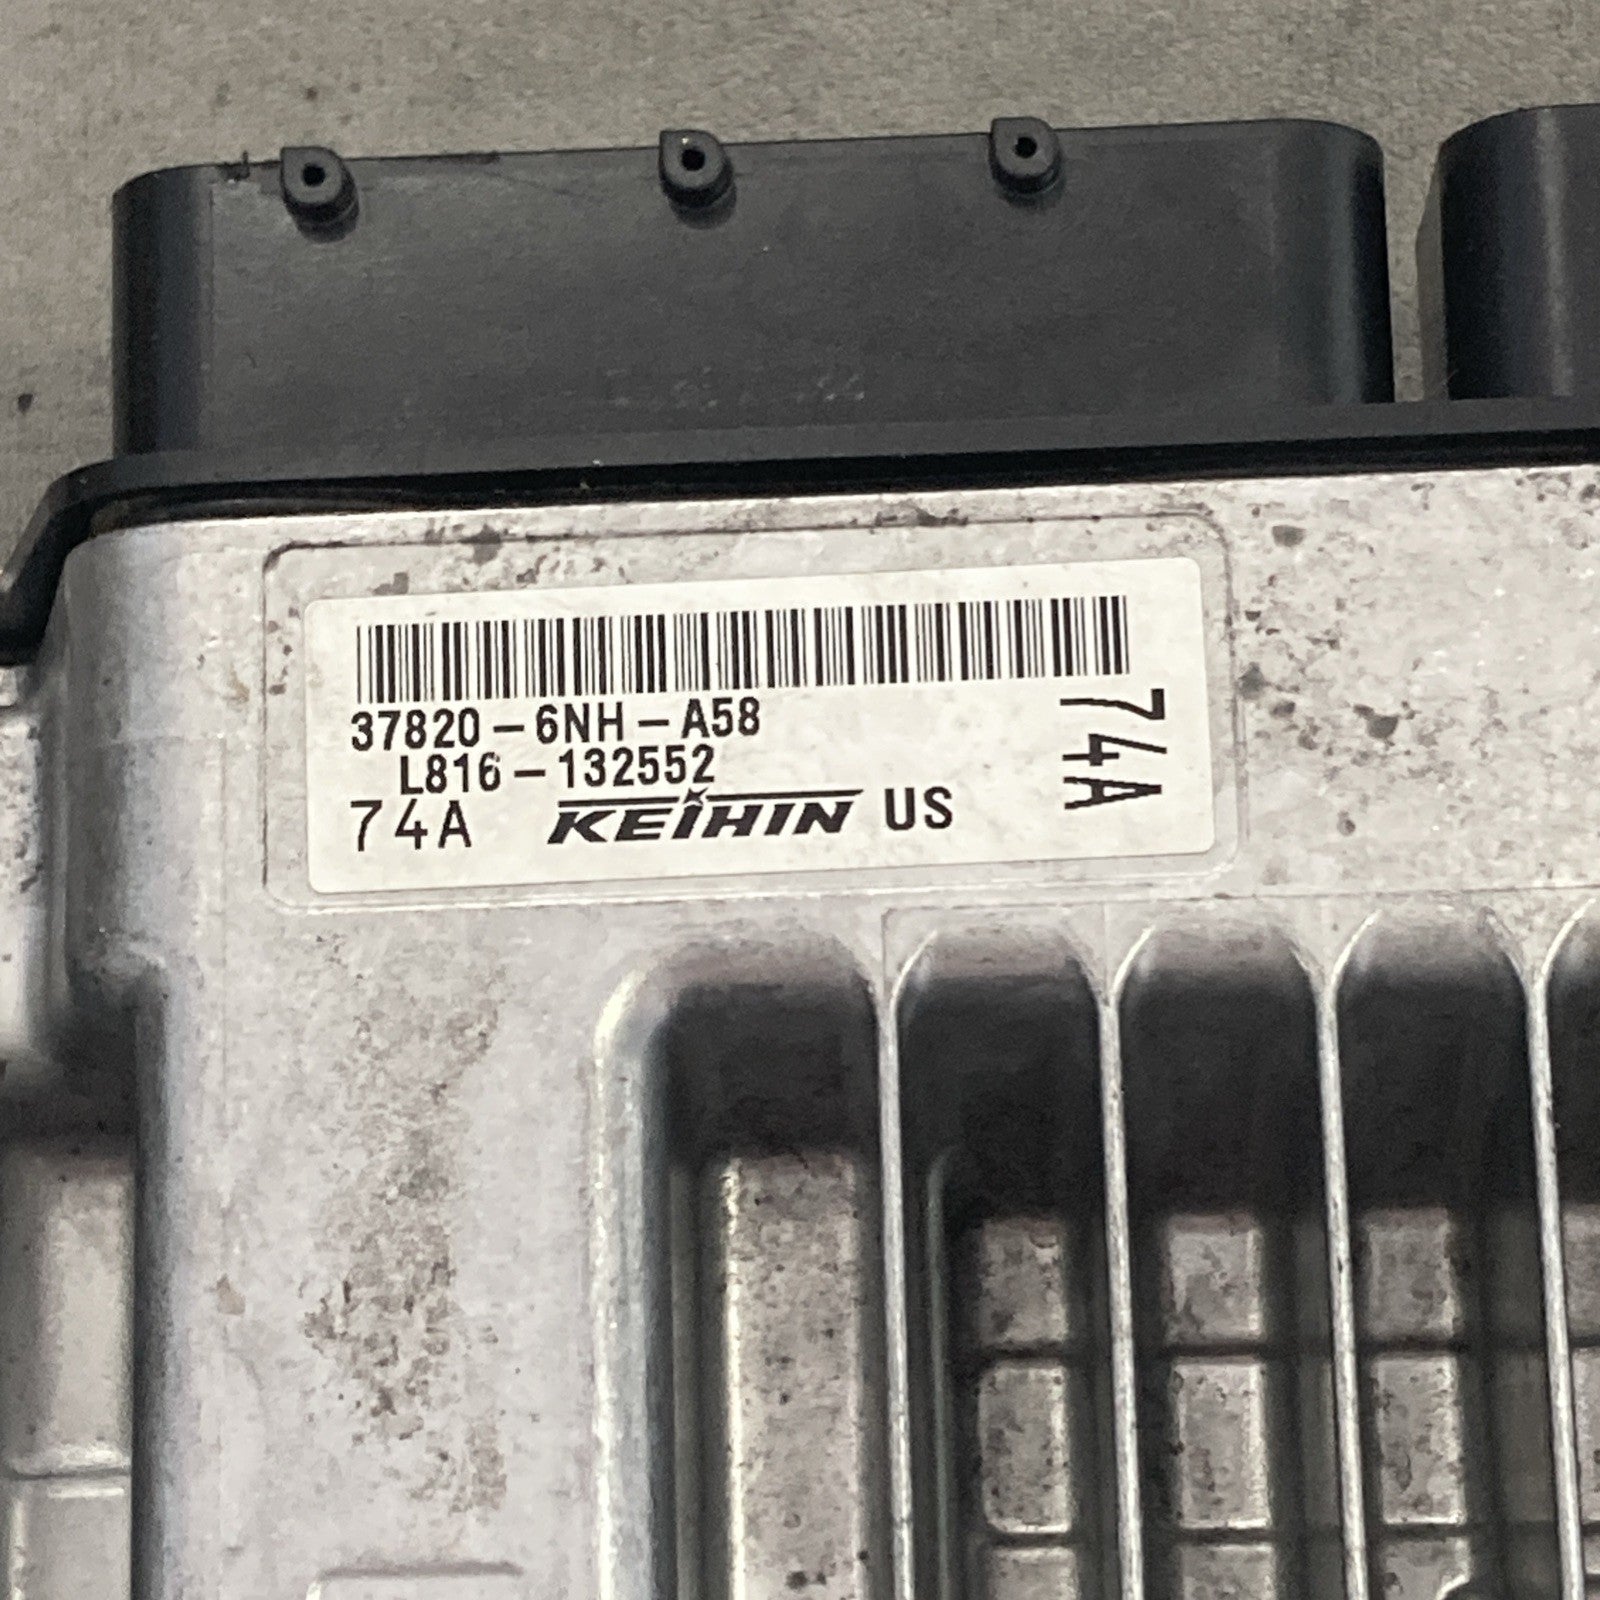 37820-6NH-A58
L816-132552
74A KEIHIN US
74A